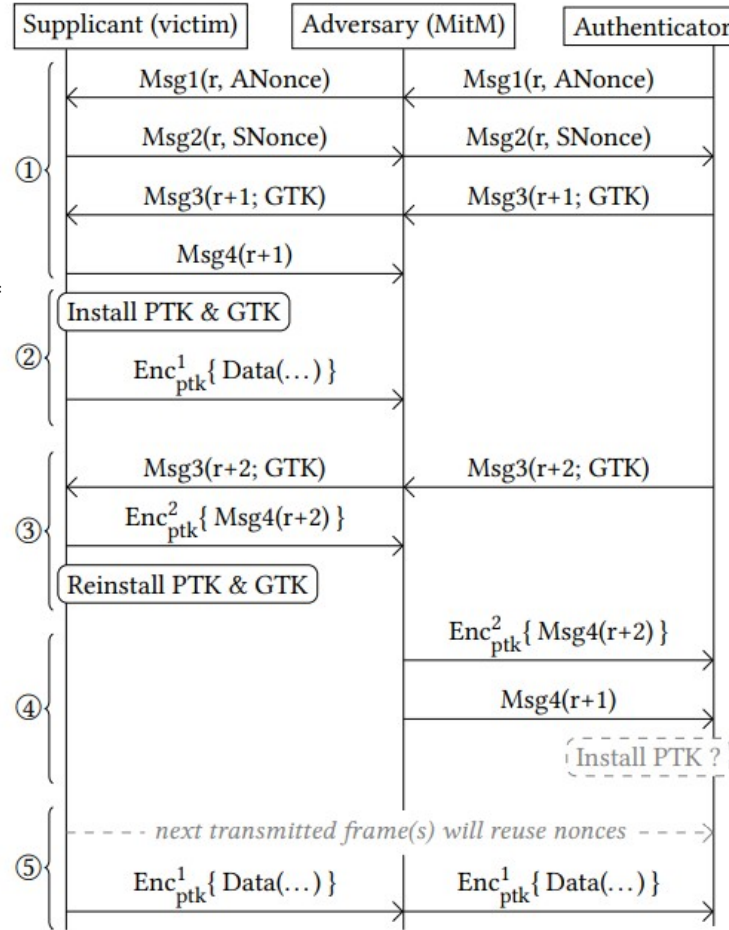 Supplicant (victim) Adversary (MitM) Authenticator
Msg1(r, ANonce) Msg1(r, ANonce)
Msg2(r, SNonce) Msg2(r, SNonce)
①
Msg3(r+1; GTK) Msg3(r+1; GTK)
Msg4(r+1)
Install PTK & GTK
②
Enc¹ptk{ Data(…) }
Msg3(r+2; GTK) Msg3(r+2; GTK)
③
Enc²ptk{ Msg4(r+2) }
Reinstall PTK & GTK
Enc²ptk{ Msg4(r+2) }
④
Msg4(r+1)
Install PTK ?
next transmitted frame(s) will reuse nonces
⑤
Enc¹ptk{ Data(…) } Enc¹ptk{ Data(…) }